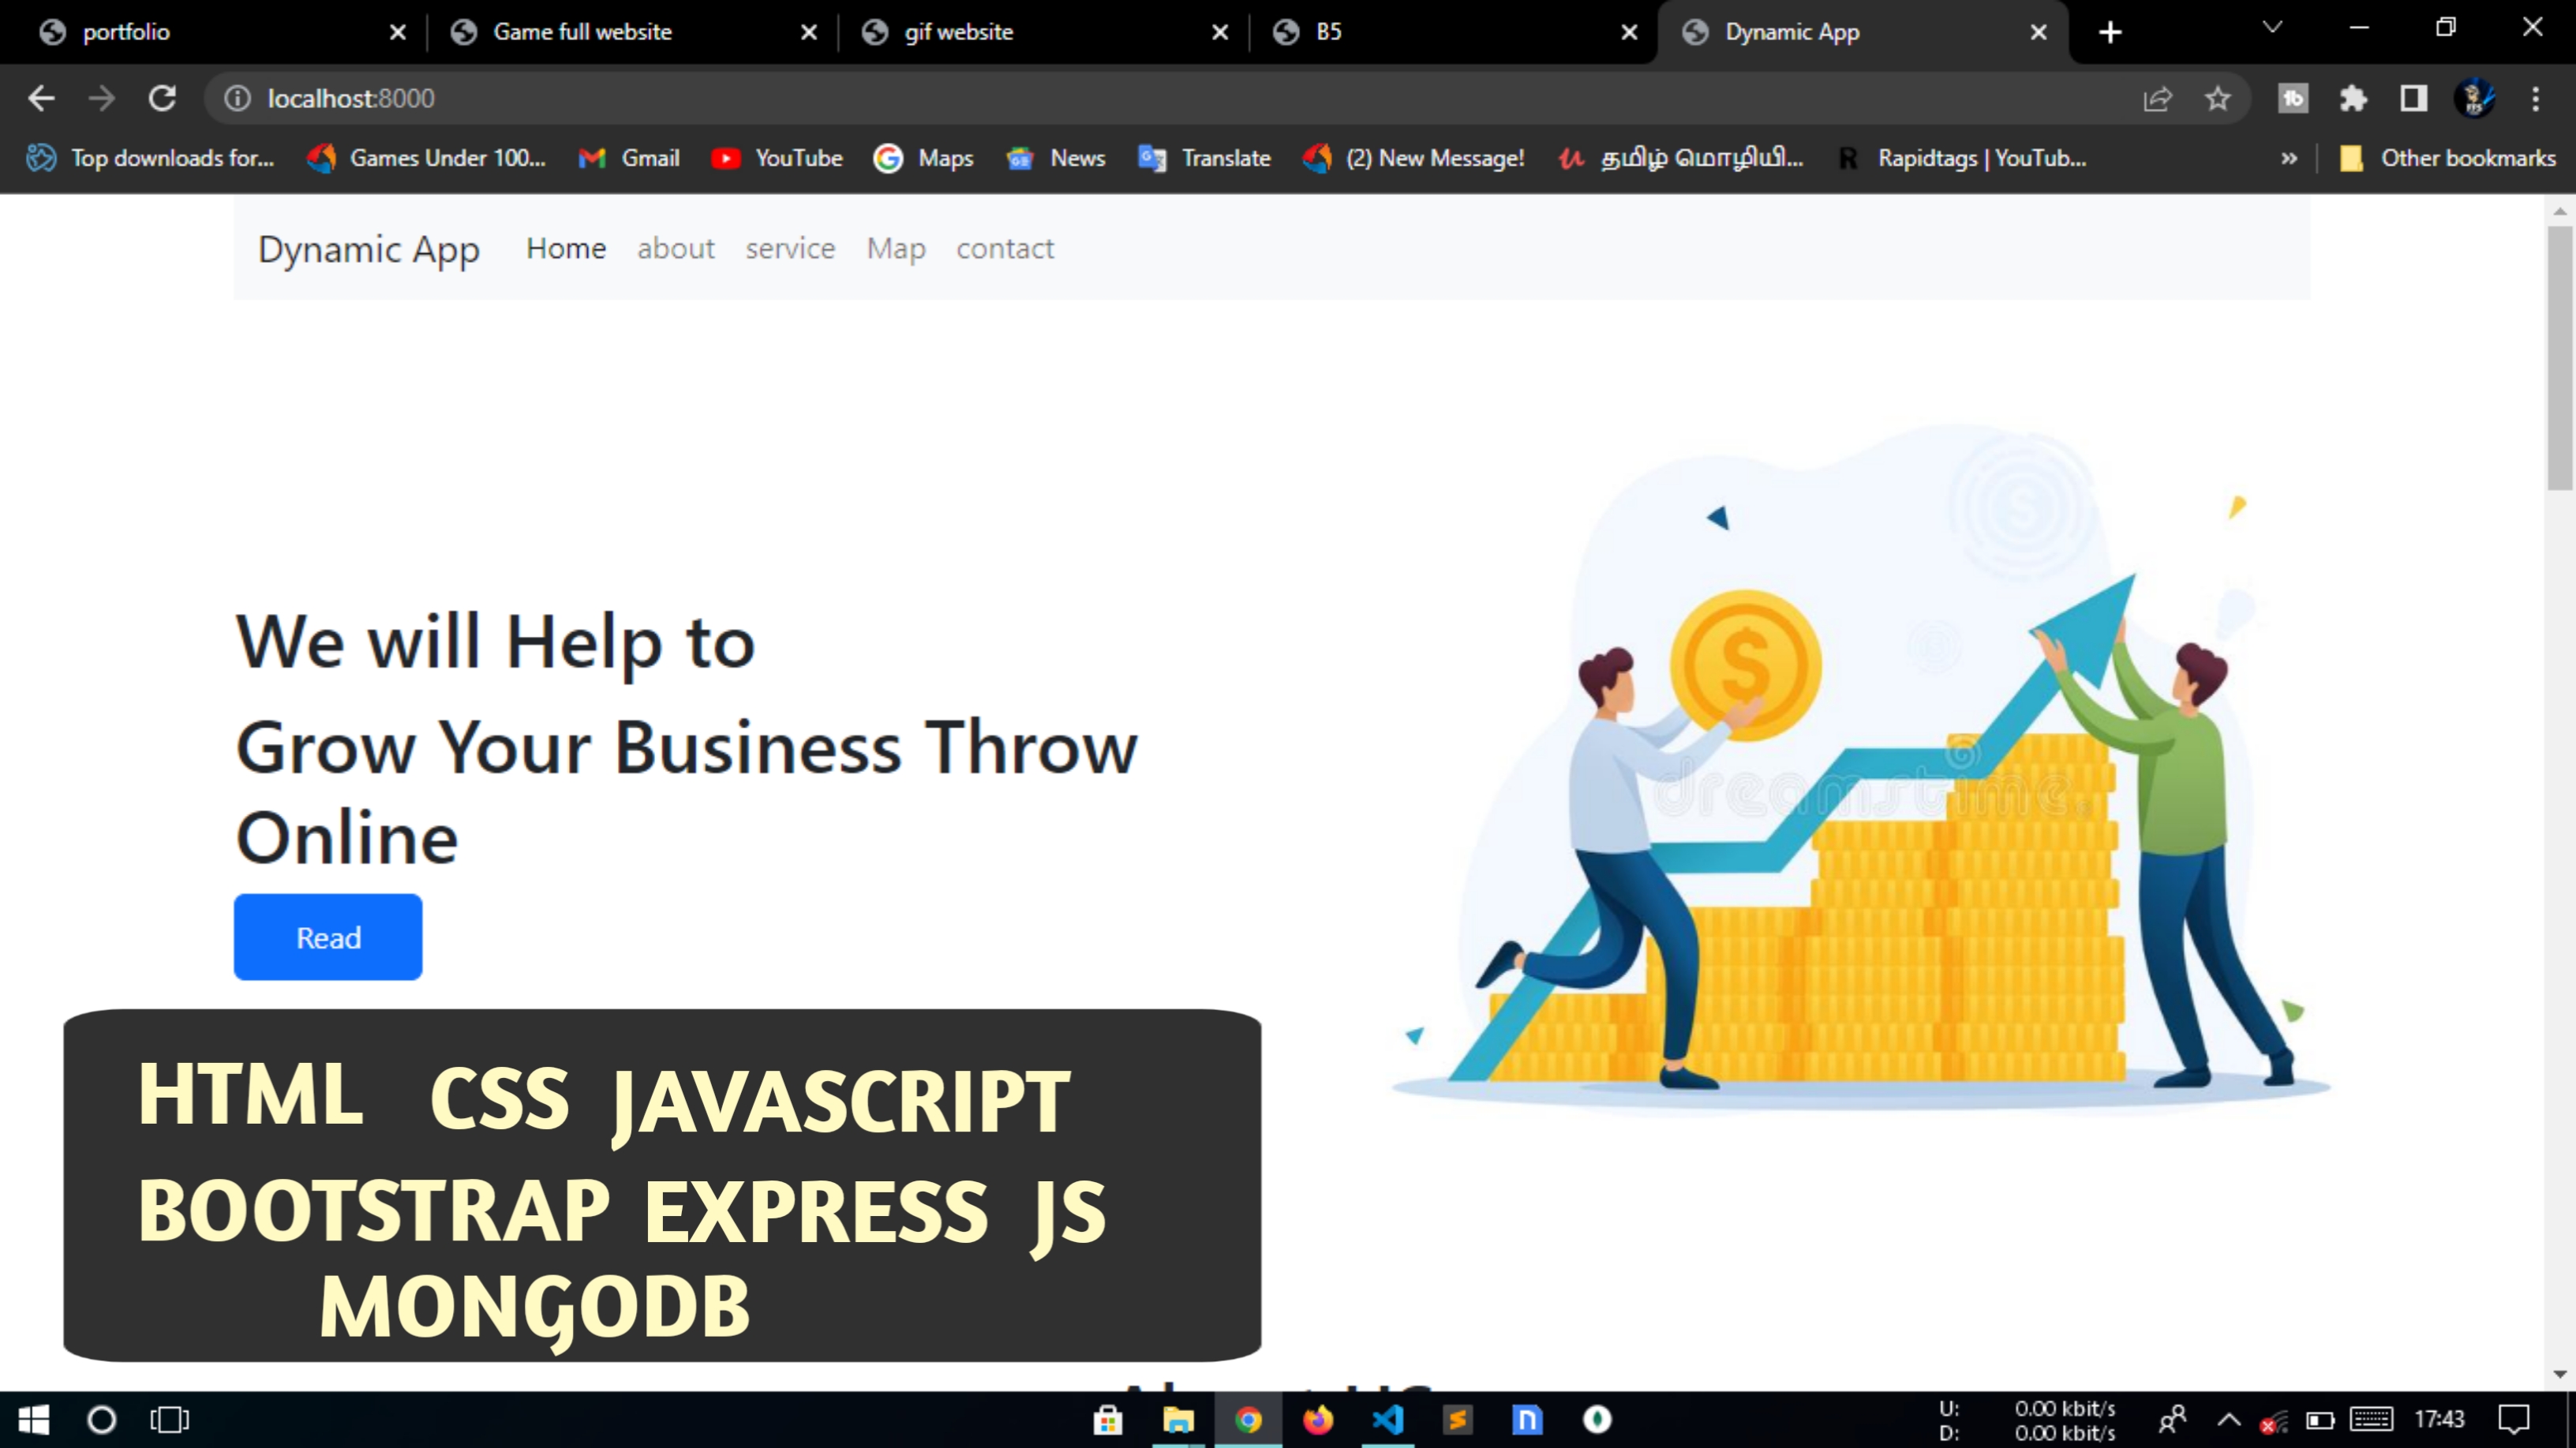 portfolio
Game full website
gif website
B5
Dynamic App
localhost:8000
Top downloads for...
Games Under 100...
Gmail
YouTube
Maps
News
Translate
(2) New Message!
தமிழ் மொழியி...
Rapidtags | YouTub...
»
Other bookmarks
Dynamic App
Home
about
service
Map
contact
We will Help to
Grow Your Business Throw
Online
Read
dreamstime
HTML CSS JAVASCRIPT
BOOTSTRAP EXPRESS JS
MONGODB
U: 0.00 kbit/s
D: 0.00 kbit/s
17:43